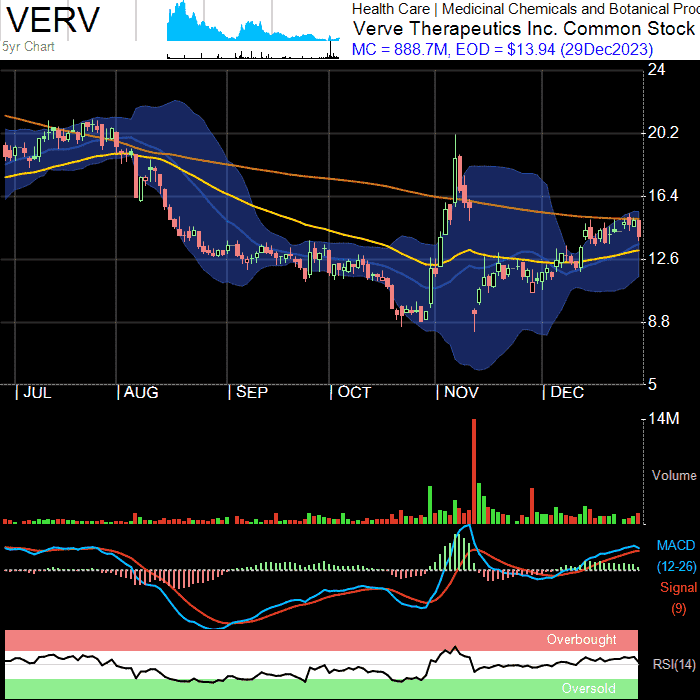 VERV
5yr Chart
Health Care | Medicinal Chemicals and Botanical Proc
Verve Therapeutics Inc. Common Stock
MC = 888.7M, EOD = $13.94 (29Dec2023)
24
20.2
16.4
12.6
8.8
5
| JUL | AUG | SEP | OCT | NOV | DEC
14M
Volume
MACD
(12-26)
Signal
(9)
Overbought
RSI(14)
Oversold